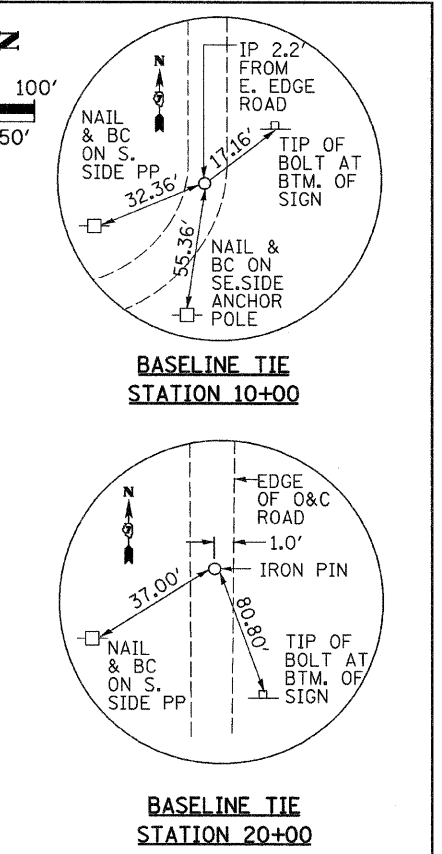 N
100'
50'
N
IP 2.2'
FROM
E. EDGE
ROAD
NAIL
& BC
ON S.
SIDE PP
17.16'
TIP OF
BOLT AT
BTM. OF
SIGN
32.36'
55.36'
NAIL &
BC ON
SE.SIDE
ANCHOR
POLE
BASELINE TIE
STATION 10+00
N
EDGE
OF O&C
ROAD
1.0'
IRON PIN
37.00'
80.80'
NAIL
& BC
ON S.
SIDE PP
TIP OF
BOLT AT
BTM. OF
SIGN
BASELINE TIE
STATION 20+00